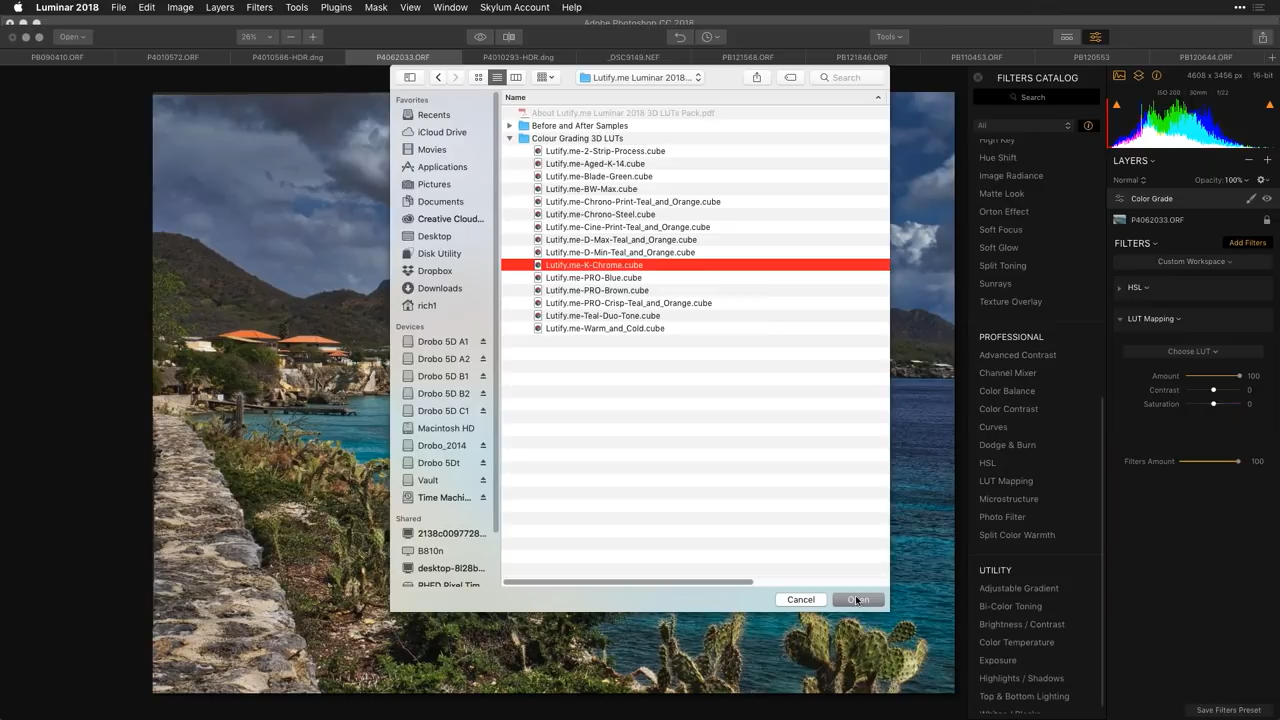 Luminar 2018 File Edit Image Layers Filters Tools Plugins Mask View Window Skylum Account Help
Adobe Photoshop CC 2018
Open 26% Tools
PB090410.ORF P4010572.ORF P4010586-HDR.dng P4062033.ORF P4010293-HDR.dng _DSC9149.NEF PB121568.ORF PB121846.ORF PB110453.ORF PB120553 PB120644.ORF
Lutify.me Luminar 2018...
Search
Favorites
Recents
iCloud Drive
Movies
Applications
Pictures
Documents
Creative Cloud...
Desktop
Disk Utility
Dropbox
Downloads
rich1
Devices
Drobo 5D A1
Drobo 5D A2
Drobo 5D B1
Drobo 5D B2
Drobo 5D C1
Macintosh HD
Drobo_2014
Drobo 5Dt
Vault
Time Machi...
Shared
2138c0097728...
B810n
desktop-8l28b...
Name
About Lutify.me Luminar 2018 3D LUTs Pack.pdf
Before and After Samples
Colour Grading 3D LUTs
Lutify.me-2-Strip-Process.cube
Lutify.me-Aged-K-14.cube
Lutify.me-Blade-Green.cube
Lutify.me-BW-Max.cube
Lutify.me-Chrono-Print-Teal_and_Orange.cube
Lutify.me-Chrono-Steel.cube
Lutify.me-Cine-Print-Teal_and_Orange.cube
Lutify.me-D-Max-Teal_and_Orange.cube
Lutify.me-D-Min-Teal_and_Orange.cube
Lutify.me-K-Chrome.cube
Lutify.me-PRO-Blue.cube
Lutify.me-PRO-Brown.cube
Lutify.me-PRO-Crisp-Teal_and_Orange.cube
Lutify.me-Teal-Duo-Tone.cube
Lutify.me-Warm_and_Cold.cube
Cancel Open
FILTERS CATALOG
Search
All
High Key
Hue Shift
Image Radiance
Matte Look
Orton Effect
Soft Focus
Soft Glow
Split Toning
Sunrays
Texture Overlay
PROFESSIONAL
Advanced Contrast
Channel Mixer
Color Balance
Color Contrast
Curves
Dodge & Burn
HSL
LUT Mapping
Microstructure
Photo Filter
Split Color Warmth
UTILITY
Adjustable Gradient
Bi-Color Toning
Brightness / Contrast
Color Temperature
Exposure
Highlights / Shadows
Top & Bottom Lighting
4608 x 3456 px 16-bit
ISO 200 30mm f/22
LAYERS
Normal Opacity: 100%
Color Grade
P4062033.ORF
FILTERS Add Filters
Custom Workspace
HSL
LUT Mapping
Choose LUT
Amount 100
Contrast 0
Saturation 0
Filters Amount 100
Save Filters Preset